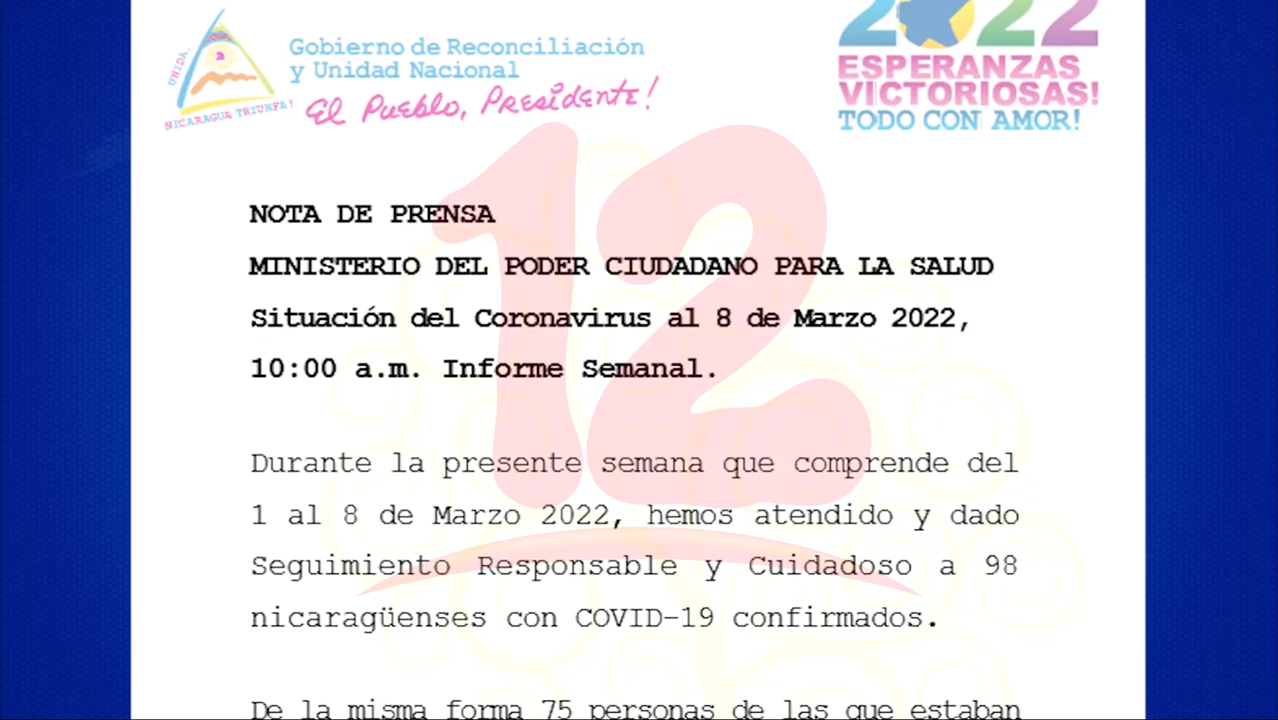 2022
UNIDA,
NICARAGUA TRIUNFA!
Gobierno de Reconciliación
y Unidad Nacional
El Pueblo, Presidente!
ESPERANZAS
VICTORIOSAS!
TODO CON AMOR!
12
NOTA DE PRENSA
MINISTERIO DEL PODER CIUDADANO PARA LA SALUD
Situación del Coronavirus al 8 de Marzo 2022,
10:00 a.m. Informe Semanal.
Durante la presente semana que comprende del
1 al 8 de Marzo 2022, hemos atendido y dado
Seguimiento Responsable y Cuidadoso a 98
nicaragüenses con COVID-19 confirmados.
De la misma forma 75 personas de las que estaban